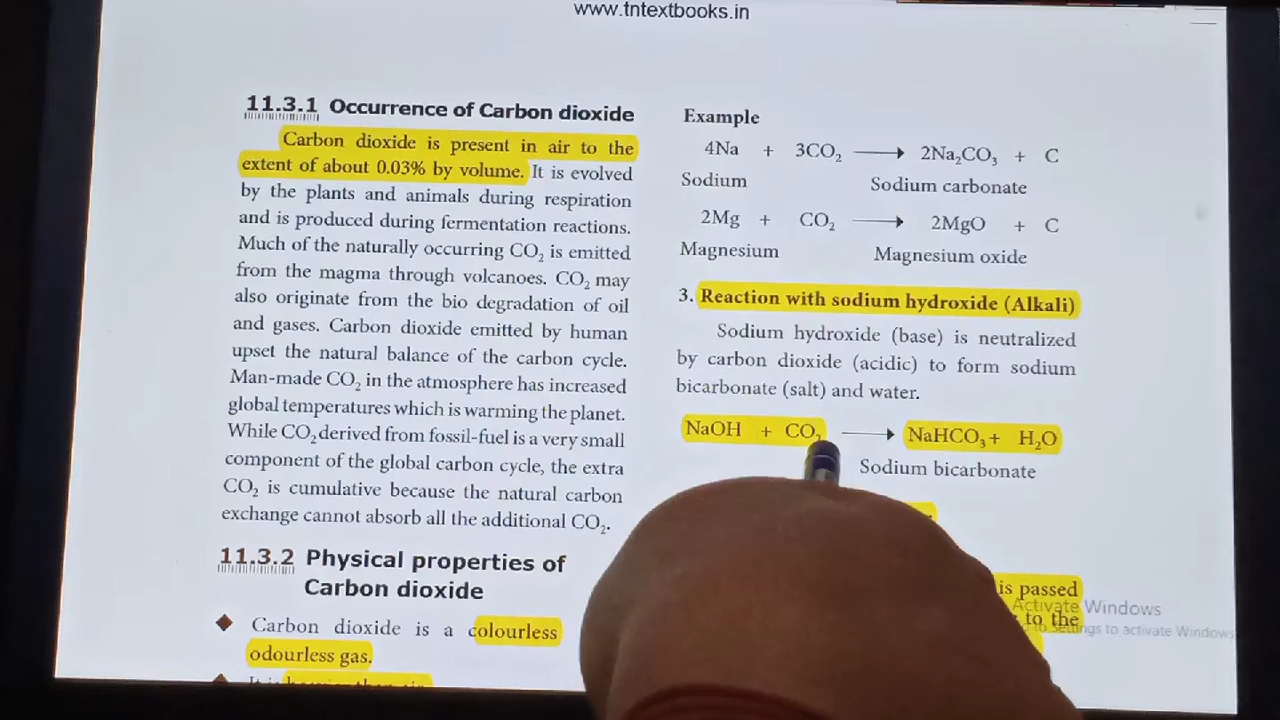 www.tntextbooks.in
11.3.1 Occurrence of Carbon dioxide
Carbon dioxide is present in air to the
extent of about 0.03% by volume. It is evolved
by the plants and animals during respiration
and is produced during fermentation reactions.
Much of the naturally occurring CO₂ is emitted
from the magma through volcanoes. CO₂ may
also originate from the bio degradation of oil
and gases. Carbon dioxide emitted by human
upset the natural balance of the carbon cycle.
Man-made CO₂ in the atmosphere has increased
global temperatures which is warming the planet.
While CO₂ derived from fossil-fuel is a very small
component of the global carbon cycle, the extra
CO₂ is cumulative because the natural carbon
exchange cannot absorb all the additional CO₂.
11.3.2 Physical properties of
Carbon dioxide
◆ Carbon dioxide is a colourless
odourless gas.
Example
4Na + 3CO₂ ⟶ 2Na₂CO₃ + C
Sodium Sodium carbonate
2Mg + CO₂ ⟶ 2MgO + C
Magnesium Magnesium oxide
3. Reaction with sodium hydroxide (Alkali)
Sodium hydroxide (base) is neutralized
by carbon dioxide (acidic) to form sodium
bicarbonate (salt) and water.
NaOH + CO₂ ⟶ NaHCO₃ + H₂O
Sodium bicarbonate
is passed
to the
Activate Windows
Settings to activate Windows